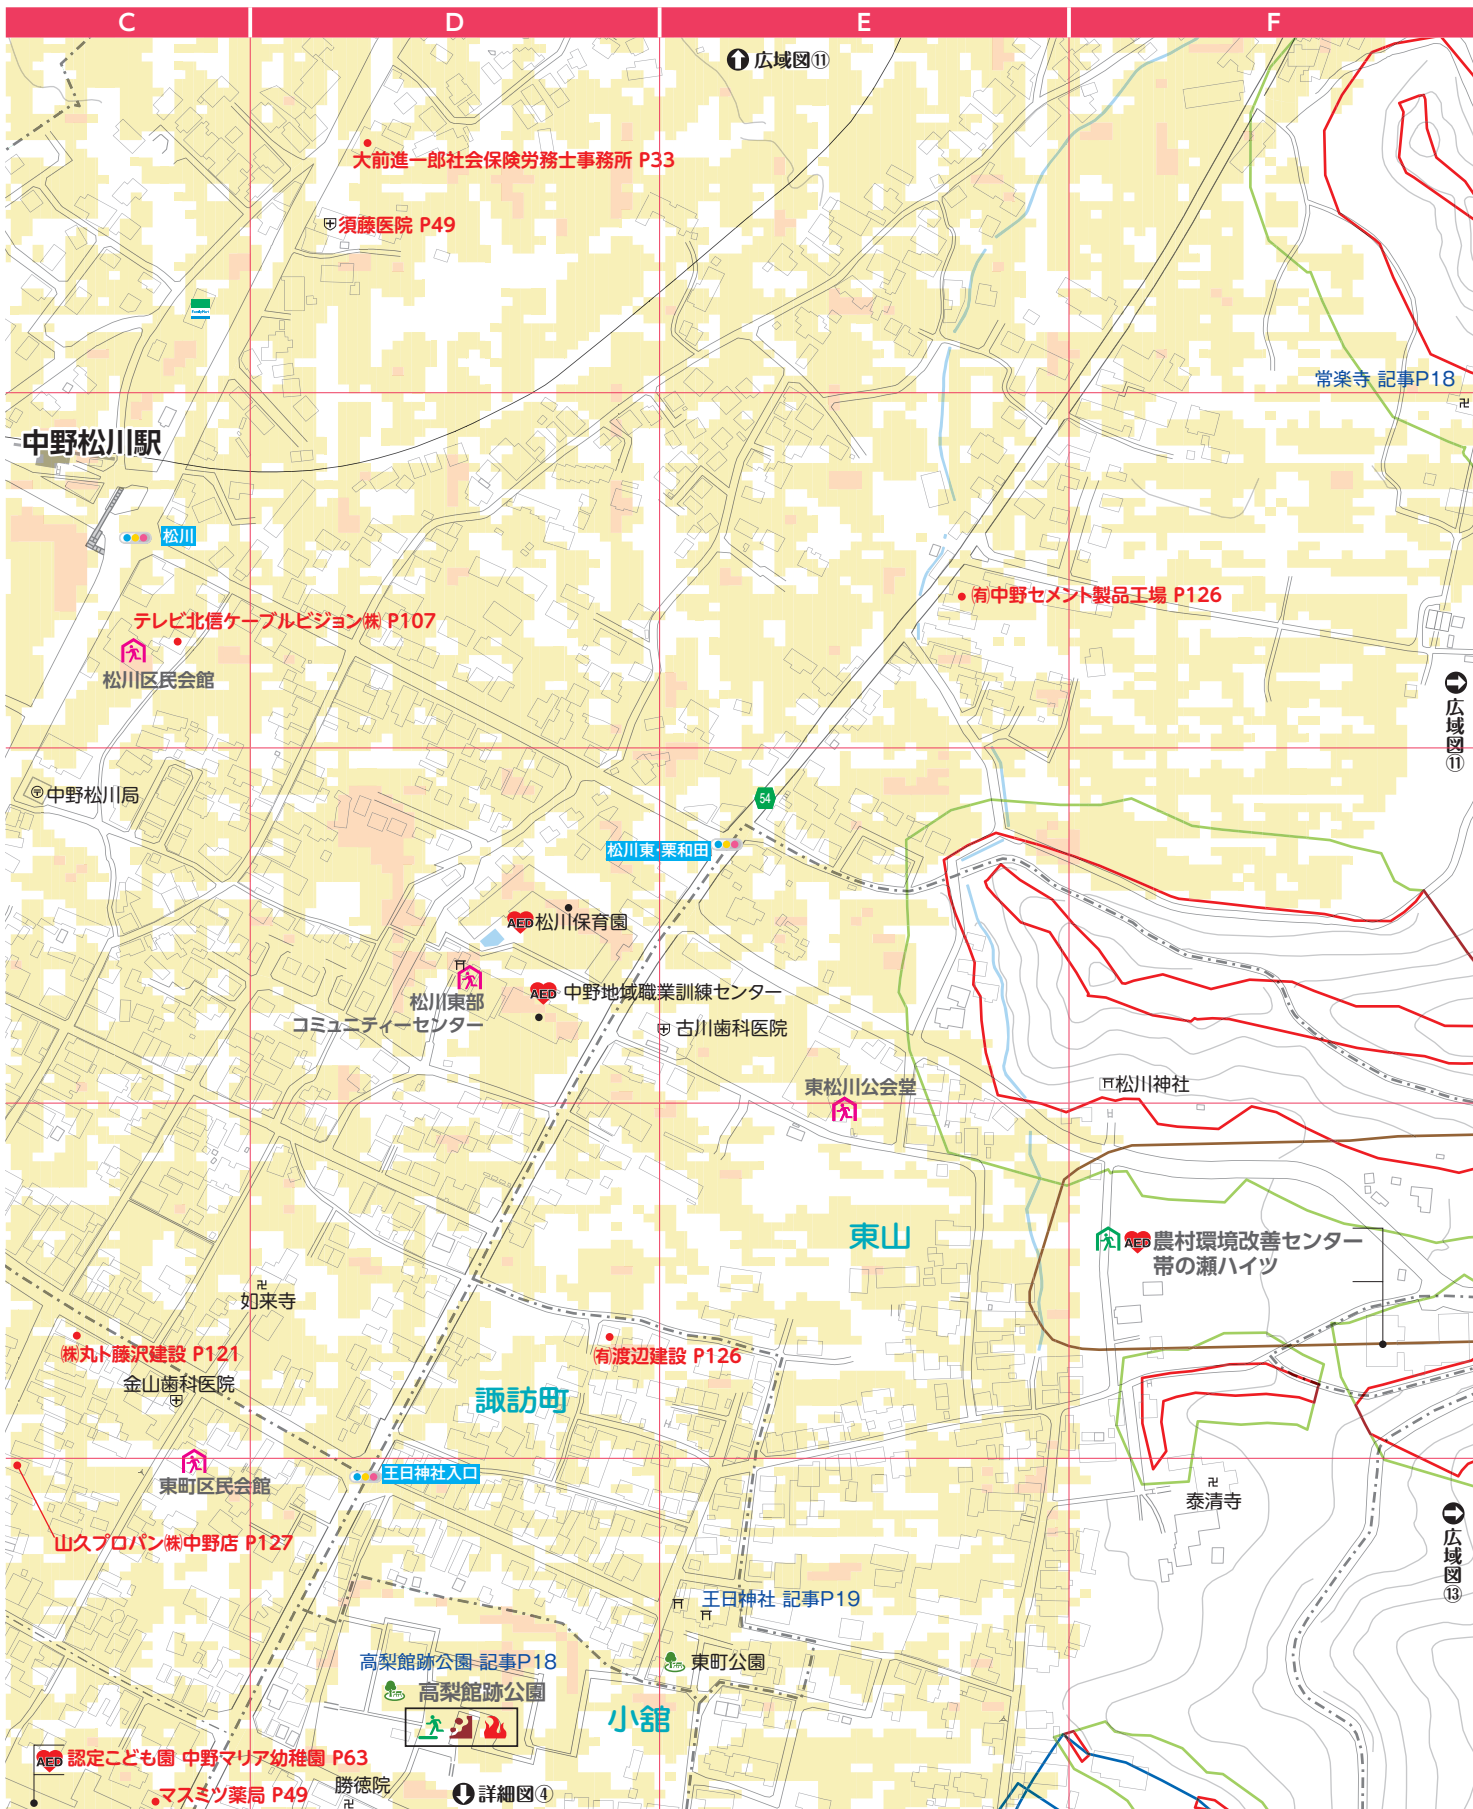 C
D
E
F
広域図⑪
大前進一郎社会保険労務士事務所 P33
須藤医院 P49
FamilyMart
常楽寺 記事P18
中野松川駅
松川
㈲中野セメント製品工場 P126
テレビ北信ケーブルビジョン㈱ P107
松川区民会館
広域図⑪
中野松川局
54
松川東・栗和田
AED 松川保育園
AED 中野地域職業訓練センター
松川東部
コミュニティーセンター
古川歯科医院
東松川公会堂
松川神社
東山
AED 農村環境改善センター
帯の瀬ハイツ
如来寺
㈱丸ト藤沢建設 P121
㈲渡辺建設 P126
金山歯科医院
諏訪町
王日神社入口
東町区民会館
泰清寺
山久プロパン㈱中野店 P127
広域図⑬
王日神社 記事P19
高梨館跡公園 記事P18
東町公園
高梨館跡公園
小舘
AED 認定こども園 中野マリア幼稚園 P63
勝徳院
マスミツ薬局 P49
詳細図④